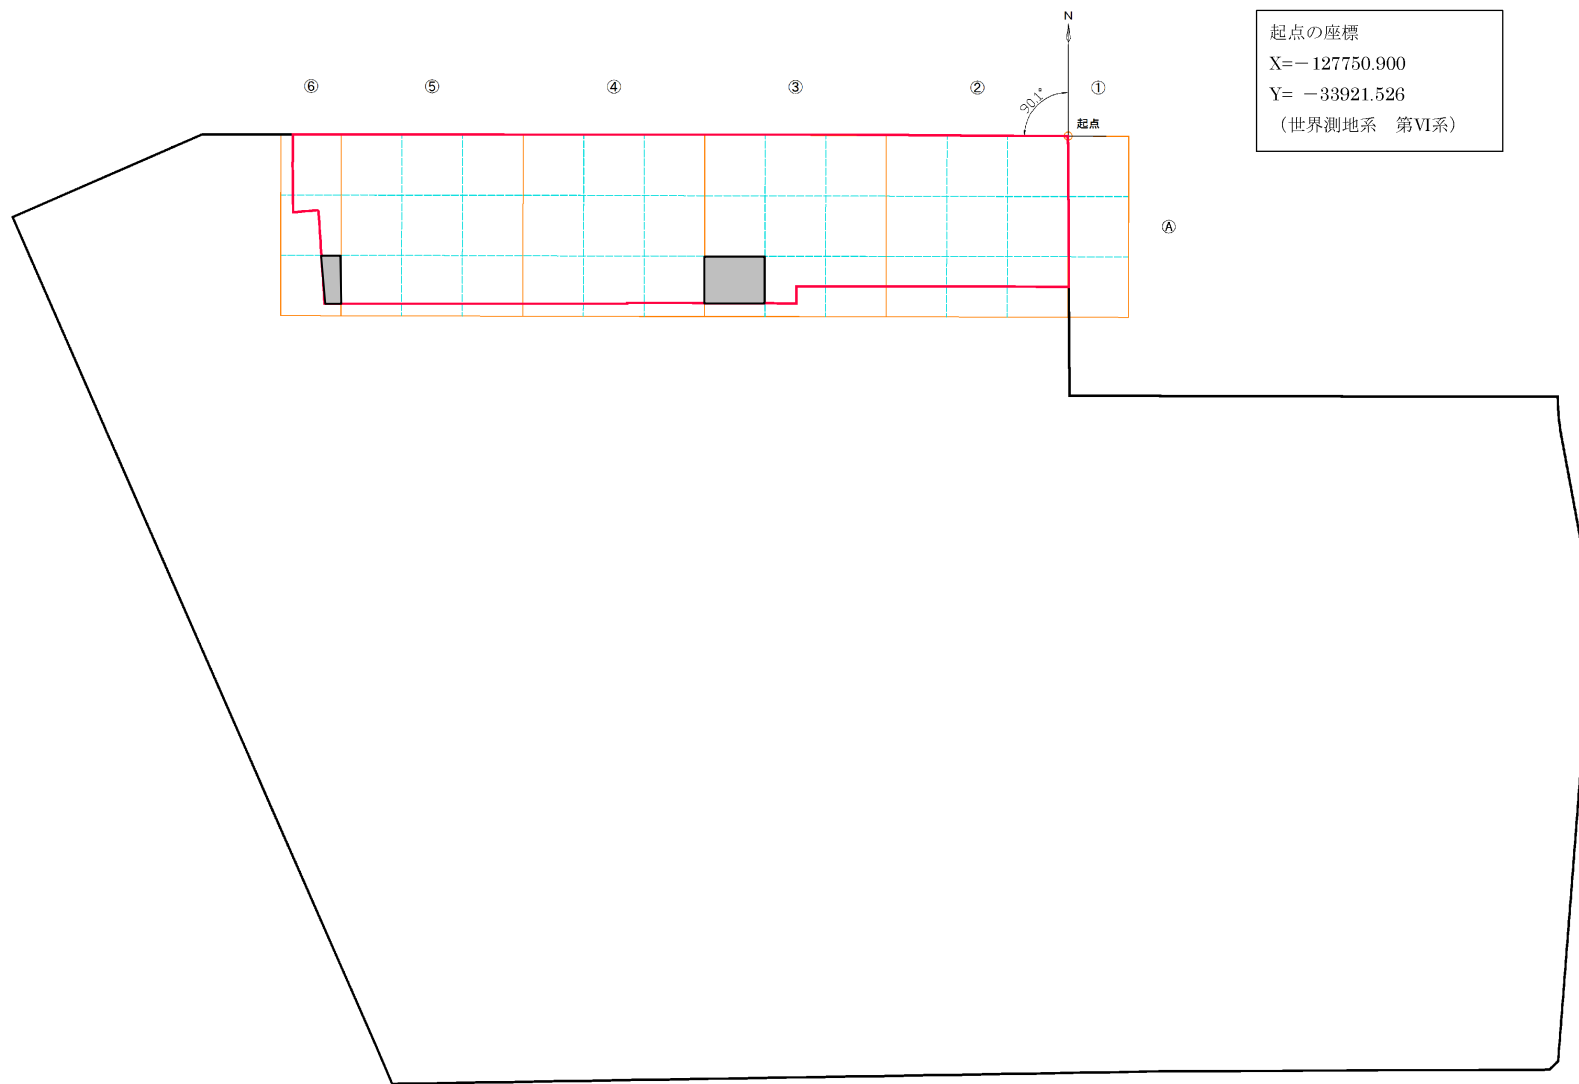 N
起点の座標
X=－127750.900
Y= －33921.526
（世界測地系　第Ⅵ系）
⑥
⑤
④
③
②
①
90.1°
起点
Ⓐ